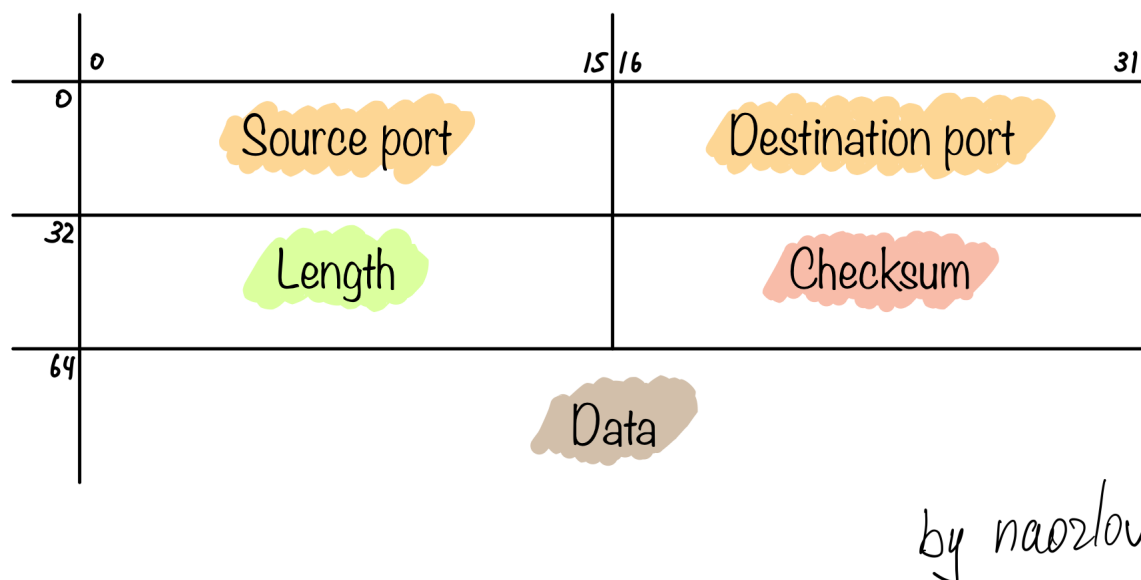 0 15 16 31
0
Source port Destination port
32
Length Checksum
64
Data
by naozlov